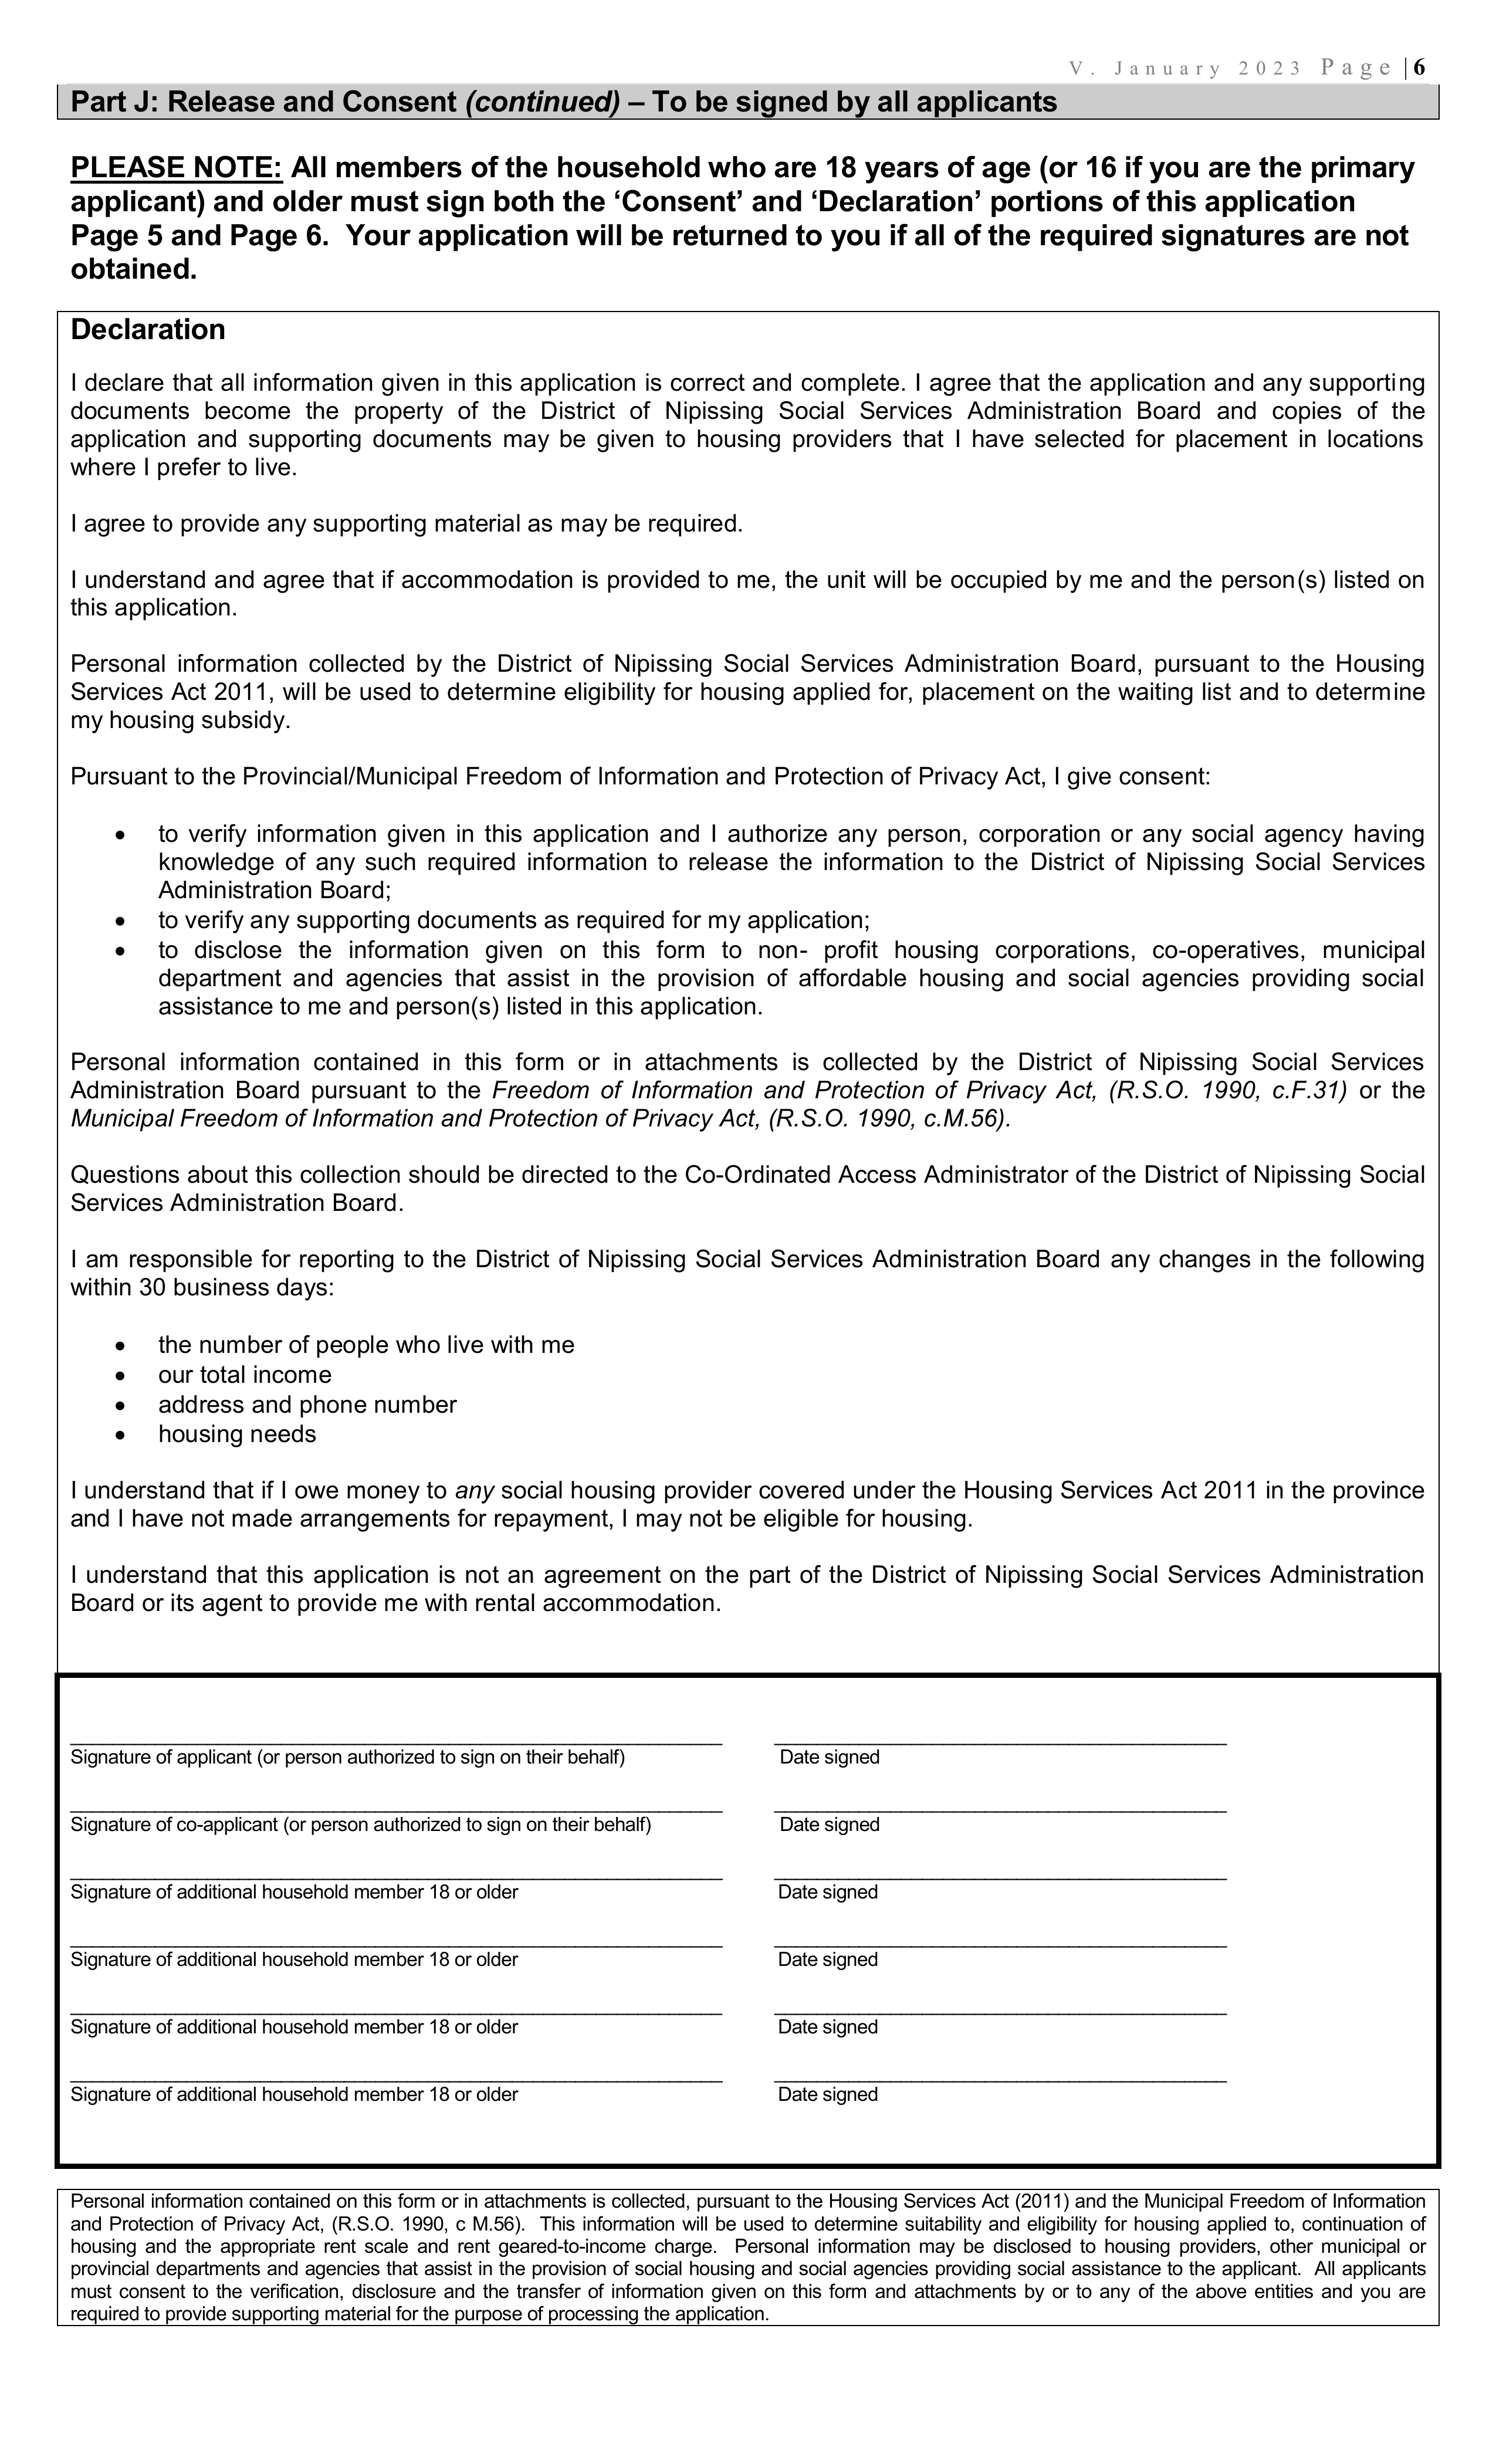 V. January 2023 Page | 6
Part J: Release and Consent (continued) – To be signed by all applicants
PLEASE NOTE: All members of the household who are 18 years of age (or 16 if you are the primary
applicant) and older must sign both the ‘Consent’ and ‘Declaration’ portions of this application
Page 5 and Page 6. Your application will be returned to you if all of the required signatures are not
obtained.
Declaration
I declare that all information given in this application is correct and complete. I agree that the application and any supporting
documents become the property of the District of Nipissing Social Services Administration Board and copies of the
application and supporting documents may be given to housing providers that I have selected for placement in locations
where I prefer to live.
I agree to provide any supporting material as may be required.
I understand and agree that if accommodation is provided to me, the unit will be occupied by me and the person(s) listed on
this application.
Personal information collected by the District of Nipissing Social Services Administration Board, pursuant to the Housing
Services Act 2011, will be used to determine eligibility for housing applied for, placement on the waiting list and to determine
my housing subsidy.
Pursuant to the Provincial/Municipal Freedom of Information and Protection of Privacy Act, I give consent:
• to verify information given in this application and I authorize any person, corporation or any social agency having
knowledge of any such required information to release the information to the District of Nipissing Social Services
Administration Board;
• to verify any supporting documents as required for my application;
• to disclose the information given on this form to non- profit housing corporations, co-operatives, municipal
department and agencies that assist in the provision of affordable housing and social agencies providing social
assistance to me and person(s) listed in this application.
Personal information contained in this form or in attachments is collected by the District of Nipissing Social Services
Administration Board pursuant to the Freedom of Information and Protection of Privacy Act, (R.S.O. 1990, c.F.31) or the
Municipal Freedom of Information and Protection of Privacy Act, (R.S.O. 1990, c.M.56).
Questions about this collection should be directed to the Co-Ordinated Access Administrator of the District of Nipissing Social
Services Administration Board.
I am responsible for reporting to the District of Nipissing Social Services Administration Board any changes in the following
within 30 business days:
• the number of people who live with me
• our total income
• address and phone number
• housing needs
I understand that if I owe money to any social housing provider covered under the Housing Services Act 2011 in the province
and I have not made arrangements for repayment, I may not be eligible for housing.
I understand that this application is not an agreement on the part of the District of Nipissing Social Services Administration
Board or its agent to provide me with rental accommodation.
Signature of applicant (or person authorized to sign on their behalf) Date signed
Signature of co-applicant (or person authorized to sign on their behalf) Date signed
Signature of additional household member 18 or older Date signed
Signature of additional household member 18 or older Date signed
Signature of additional household member 18 or older Date signed
Signature of additional household member 18 or older Date signed
Personal information contained on this form or in attachments is collected, pursuant to the Housing Services Act (2011) and the Municipal Freedom of Information
and Protection of Privacy Act, (R.S.O. 1990, c M.56). This information will be used to determine suitability and eligibility for housing applied to, continuation of
housing and the appropriate rent scale and rent geared-to-income charge. Personal information may be disclosed to housing providers, other municipal or
provincial departments and agencies that assist in the provision of social housing and social agencies providing social assistance to the applicant. All applicants
must consent to the verification, disclosure and the transfer of information given on this form and attachments by or to any of the above entities and you are
required to provide supporting material for the purpose of processing the application.